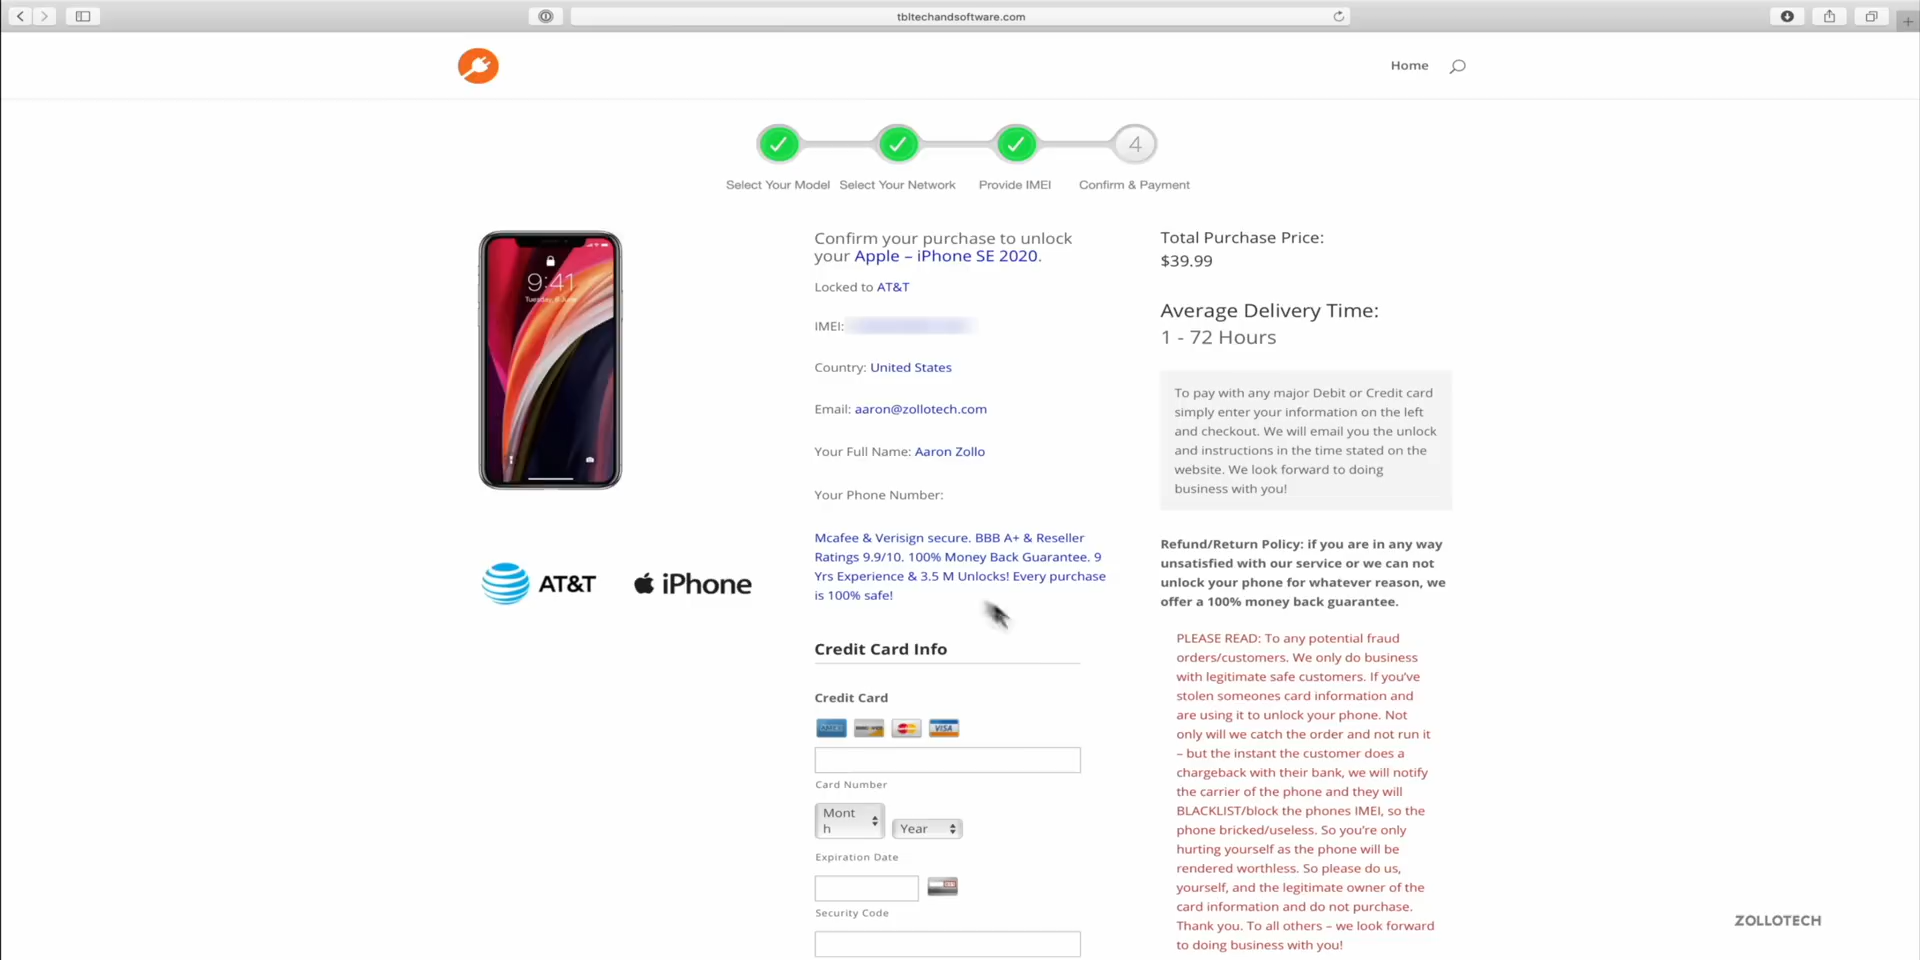 tbltechandsoftware.com
Home
4
Select Your Model
Select Your Network
Provide IMEI
Confirm & Payment
9:41
Confirm your purchase to unlock
your Apple – iPhone SE 2020.
Locked to AT&T
IMEI:
Country: United States
Email: aaron@zollotech.com
Your Full Name: Aaron Zollo
Your Phone Number:
AT&T
iPhone
Mcafee & Verisign secure. BBB A+ & Reseller
Ratings 9.9/10. 100% Money Back Guarantee. 9
Yrs Experience & 3.5 M Unlocks! Every purchase
is 100% safe!
Credit Card Info
Credit Card
VISA
Card Number
Mont
h
Year
Expiration Date
Security Code
Total Purchase Price:
$39.99
Average Delivery Time:
1 - 72 Hours
To pay with any major Debit or Credit card
simply enter your information on the left
and checkout. We will email you the unlock
and instructions in the time stated on the
website. We look forward to doing
business with you!
Refund/Return Policy: if you are in any way
unsatisfied with our service or we can not
unlock your phone for whatever reason, we
offer a 100% money back guarantee.
PLEASE READ: To any potential fraud
orders/customers. We only do business
with legitimate safe customers. If you’ve
stolen someones card information and
are using it to unlock your phone. Not
only will we catch the order and not run it
– but the instant the customer does a
chargeback with their bank, we will notify
the carrier of the phone and they will
BLACKLIST/block the phones IMEI, so the
phone bricked/useless. So you’re only
hurting yourself as the phone will be
rendered worthless. So please do us,
yourself, and the legitimate owner of the
card information and do not purchase.
Thank you. To all others – we look forward
to doing business with you!
ZOLLOTECH